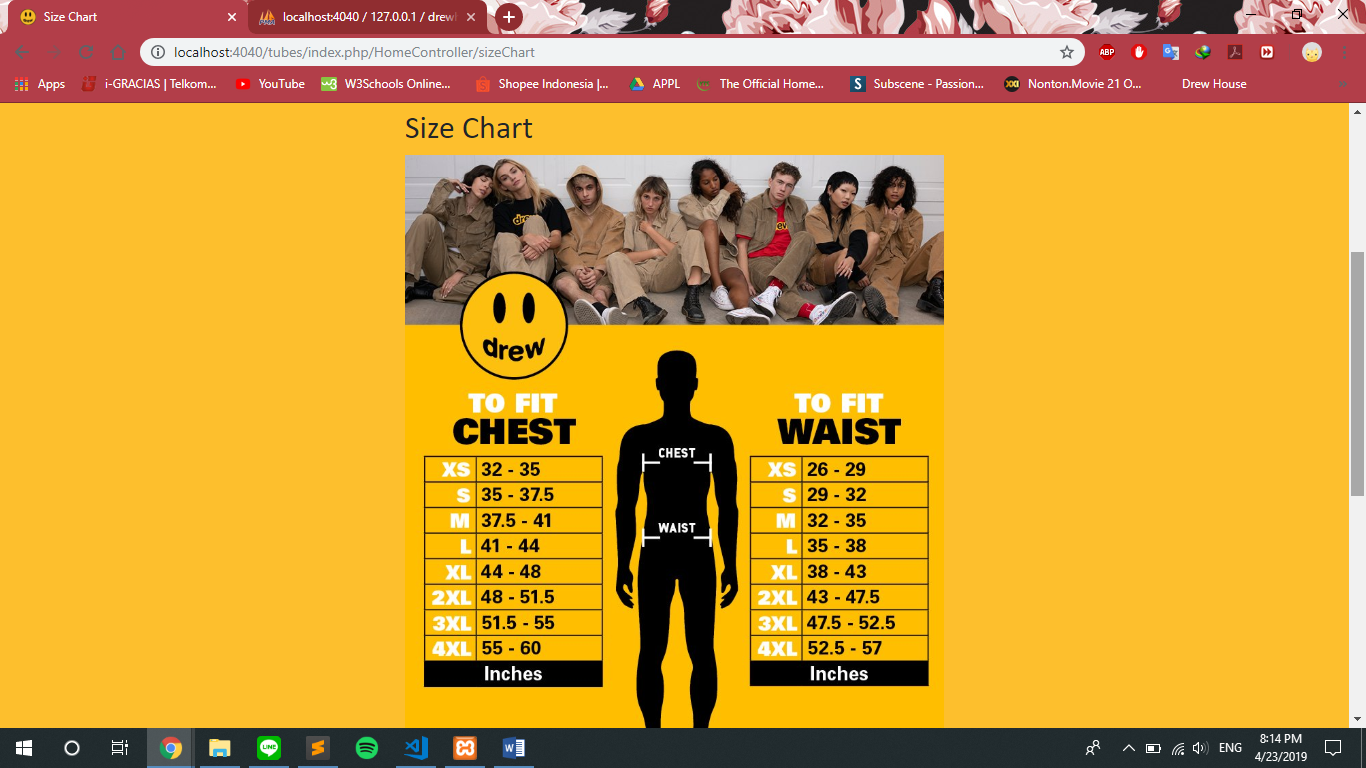 Size Chart
localhost:4040 / 127.0.0.1 / drew
localhost:4040/tubes/index.php/HomeController/sizeChart
ABP
Apps
i-GRACIAS | Telkom...
YouTube
W3Schools Online...
Shopee Indonesia |...
APPL
The Official Home...
Subscene - Passion...
Nonton.Movie 21 O...
Drew House
Size Chart
drew
TO FIT
CHEST
XS 32 - 35
S 35 - 37.5
M 37.5 - 41
L 41 - 44
XL 44 - 48
2XL 48 - 51.5
3XL 51.5 - 55
4XL 55 - 60
Inches
CHEST
WAIST
TO FIT
WAIST
XS 26 - 29
S 29 - 32
M 32 - 35
L 35 - 38
XL 38 - 43
2XL 43 - 47.5
3XL 47.5 - 52.5
4XL 52.5 - 57
Inches
LINE
ENG
8:14 PM
4/23/2019